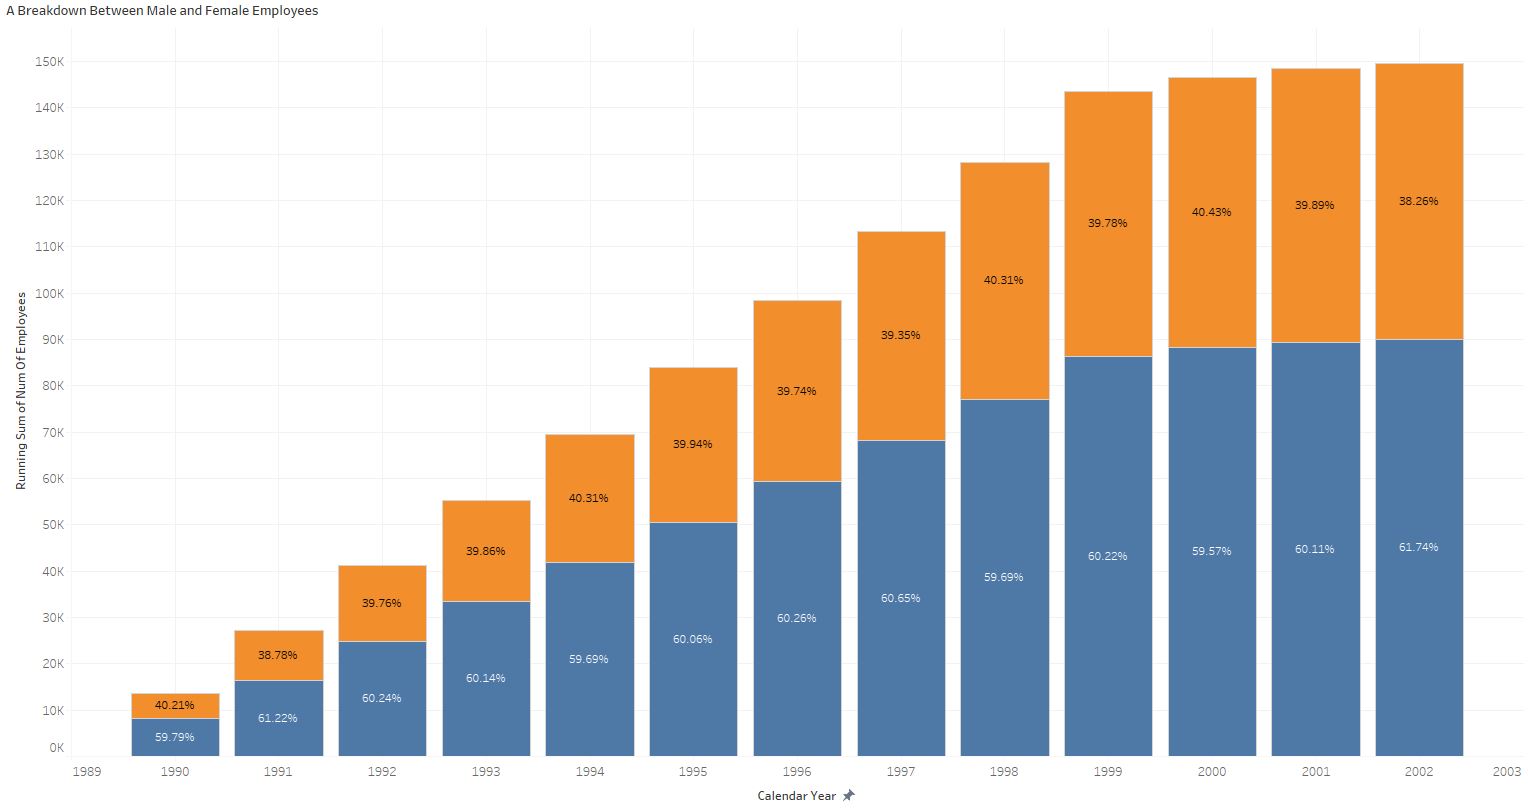 A Breakdown Between Male and Female Employees
Running Sum of Num Of Employees
150K
140K
130K
120K
110K
100K
90K
80K
70K
60K
50K
40K
30K
20K
10K
0K
40.21%
59.79%
38.78%
61.22%
39.76%
60.24%
39.86%
60.14%
40.31%
59.69%
39.94%
60.06%
39.74%
60.26%
39.35%
60.65%
40.31%
59.69%
39.78%
60.22%
40.43%
59.57%
39.89%
60.11%
38.26%
61.74%
1989 1990 1991 1992 1993 1994 1995 1996 1997 1998 1999 2000 2001 2002 2003
Calendar Year